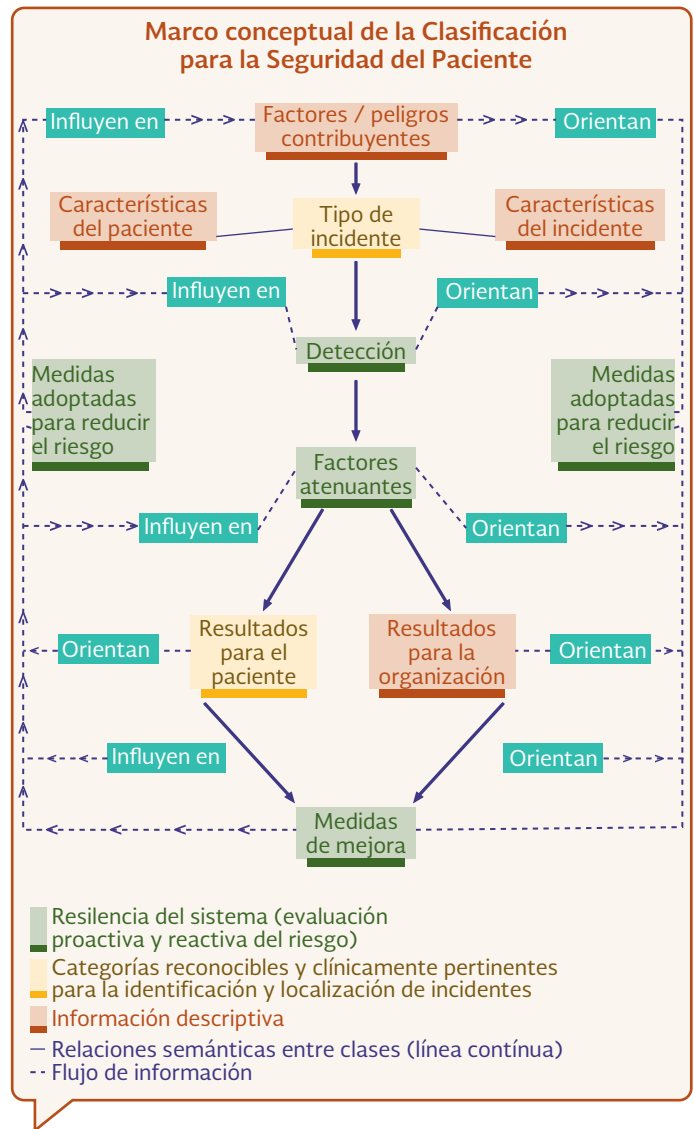 Marco conceptual de la Clasificación
para la Seguridad del Paciente
Influyen en
Factores / peligros
contribuyentes
Orientan
Características
del paciente
Tipo de
incidente
Características
del incidente
Influyen en
Orientan
Detección
Medidas
adoptadas
para reducir
el riesgo
Medidas
adoptadas
para reducir
el riesgo
Factores
atenuantes
Influyen en
Orientan
Orientan
Resultados
para el
paciente
Resultados
para la
organización
Orientan
Influyen en
Orientan
Medidas
de mejora
Resilencia del sistema (evaluación
proactiva y reactiva del riesgo)
Categorías reconocibles y clínicamente pertinentes
para la identificación y localización de incidentes
Información descriptiva
Relaciones semánticas entre clases (línea contínua)
Flujo de información